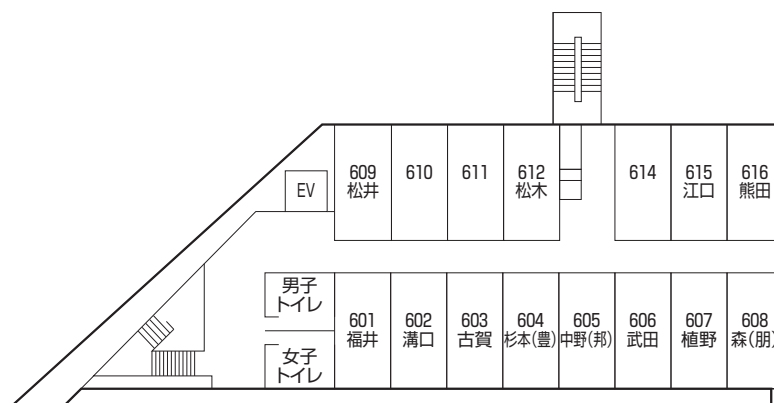 EV
609
松井
610
611
612
松木
614
615
江口
616
熊田
男子
トイレ
女子
トイレ
601
福井
602
溝口
603
古賀
604
杉本(豊)
605
中野(邦)
606
武田
607
植野
608
森(朋)